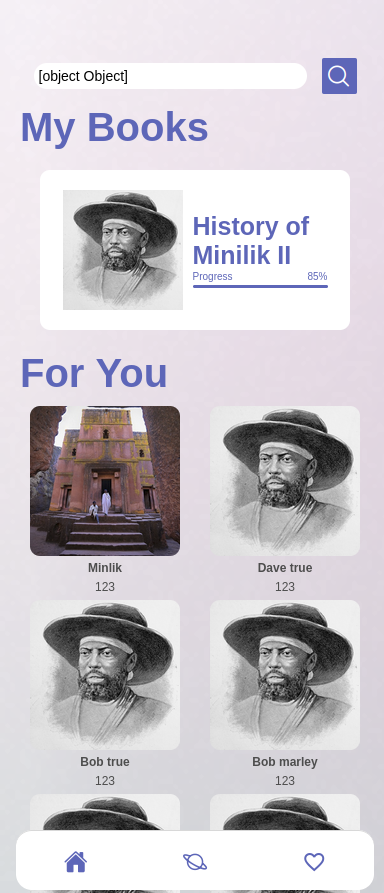 [object Object]
My Books
History of
Minilik II
Progress 85%
For You
Minlik
Dave true
123
123
Bob true
Bob marley
123
123